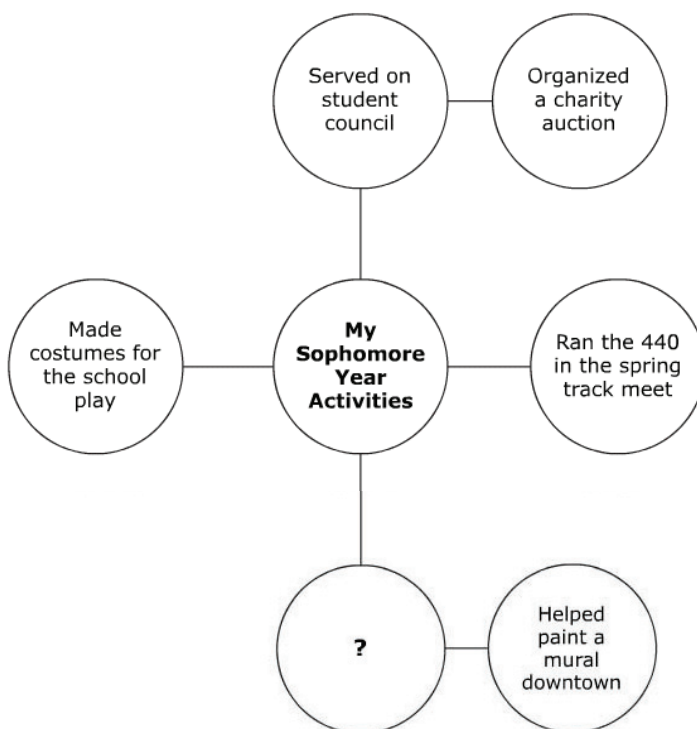 Served on
student
council
Organized
a charity
auction
Made
costumes for
the school
play
My
Sophomore
Year
Activities
Ran the 440
in the spring
track meet
?
Helped
paint a
mural
downtown